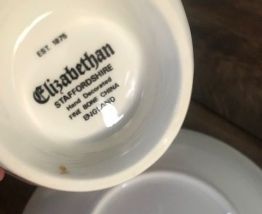 EST. 1875
Elizabethan
STAFFORDSHIRE
Hand Decorated
FINE BONE CHINA
ENGLAND